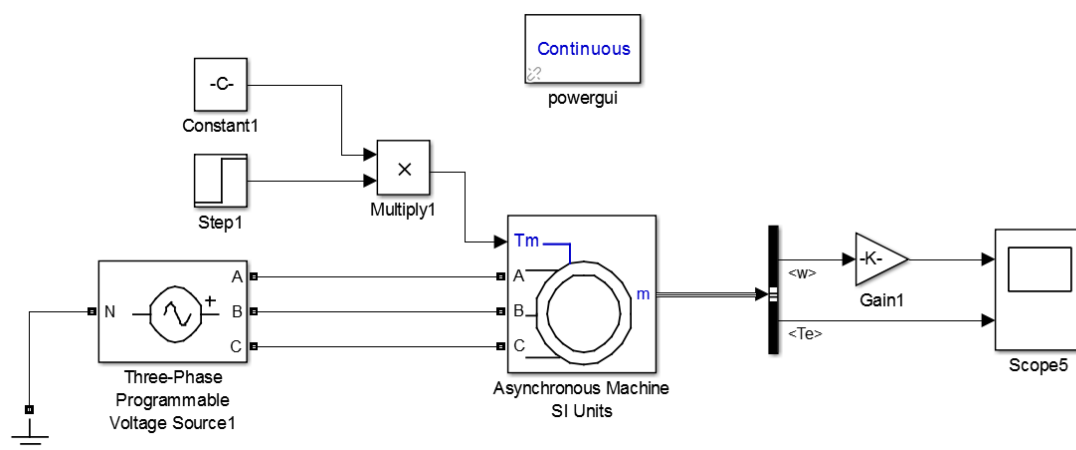 Continuous
powergui
-C-
Constant1
Step1
×
Multiply1
Tm
A
B
C
m
N
+
A
B
C
Three-Phase
Programmable
Voltage Source1
Asynchronous Machine
SI Units
<w>
-K-
Gain1
<Te>
Scope5